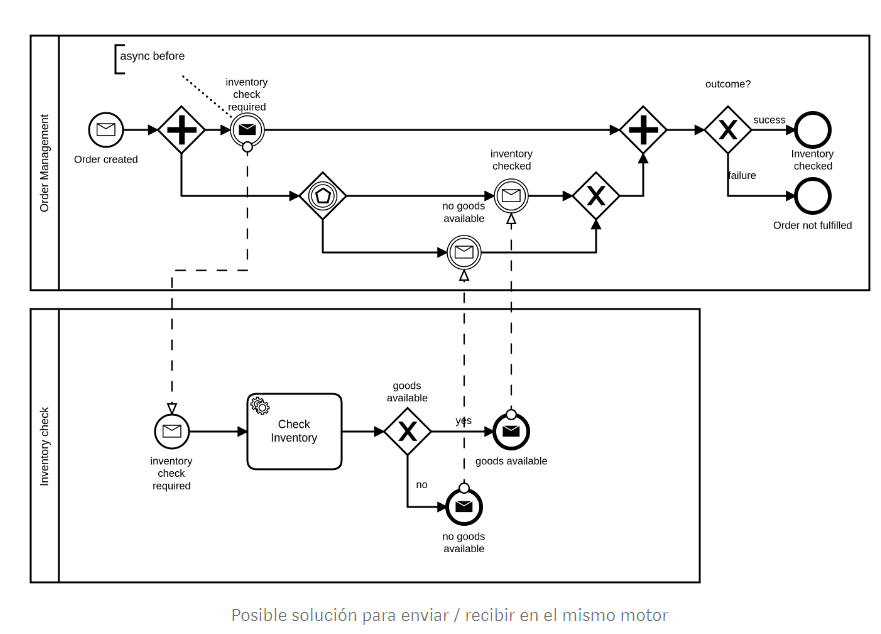 async before
inventory
check
required
outcome?
Order Management
Order created
sucess
inventory
checked
Inventory
checked
failure
no goods
available
Order not fulfilled
goods
available
Inventory check
Check
Inventory
yes
inventory
check
required
goods available
no
no goods
available
Posible solución para enviar / recibir en el mismo motor